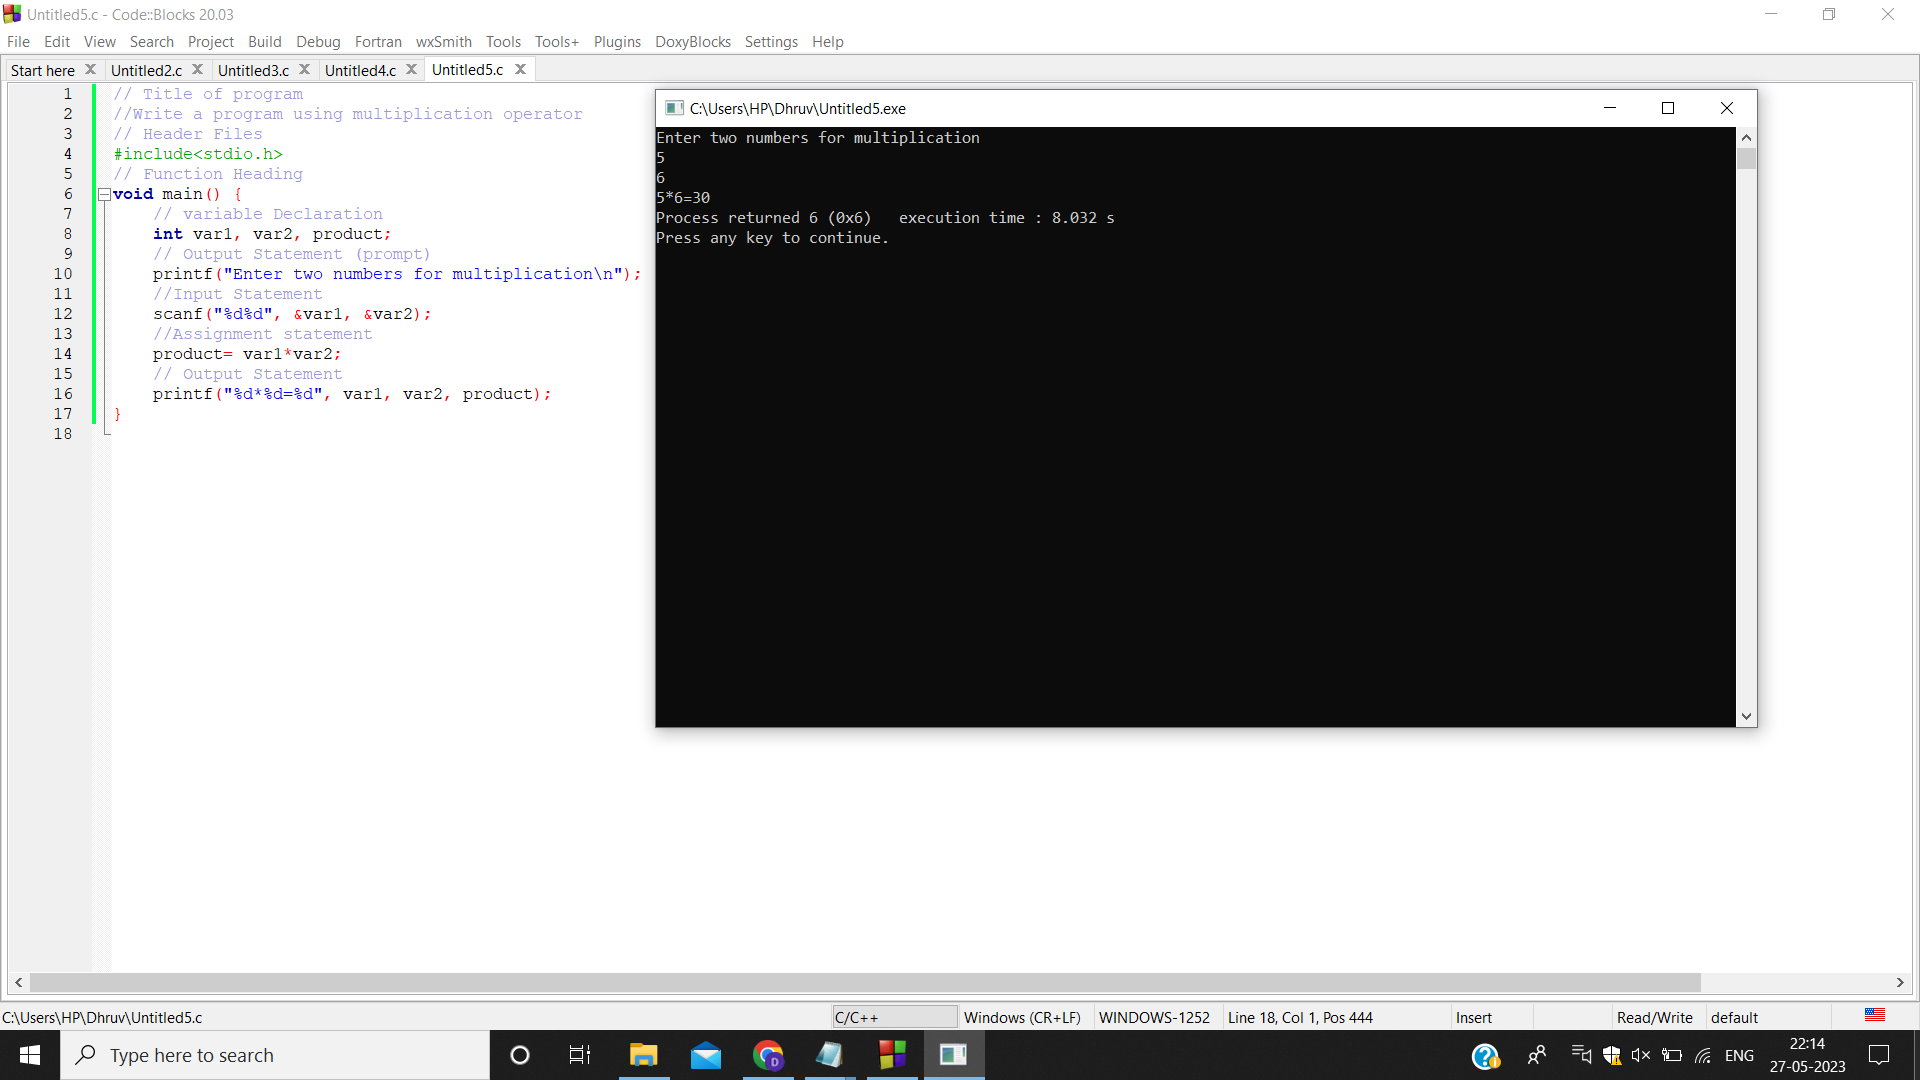 Untitled5.c - Code::Blocks 20.03
File Edit View Search Project Build Debug Fortran wxSmith Tools Tools+ Plugins DoxyBlocks Settings Help
Start here Untitled2.c Untitled3.c Untitled4.c Untitled5.c
1 // Title of program
2 //Write a program using multiplication operator
3 // Header Files
4 #include<stdio.h>
5 // Function Heading
6 void main() {
7 // variable Declaration
8 int var1, var2, product;
9 // Output Statement (prompt)
10 printf("Enter two numbers for multiplication\n");
11 //Input Statement
12 scanf("%d%d", &var1, &var2);
13 //Assignment statement
14 product= var1*var2;
15 // Output Statement
16 printf("%d*%d=%d", var1, var2, product);
17 }
18
C:\Users\HP\Dhruv\Untitled5.exe
Enter two numbers for multiplication
5
6
5*6=30
Process returned 6 (0x6) execution time : 8.032 s
Press any key to continue.
C:\Users\HP\Dhruv\Untitled5.c C/C++ Windows (CR+LF) WINDOWS-1252 Line 18, Col 1, Pos 444 Insert Read/Write default
Type here to search D ENG 22:14
27-05-2023